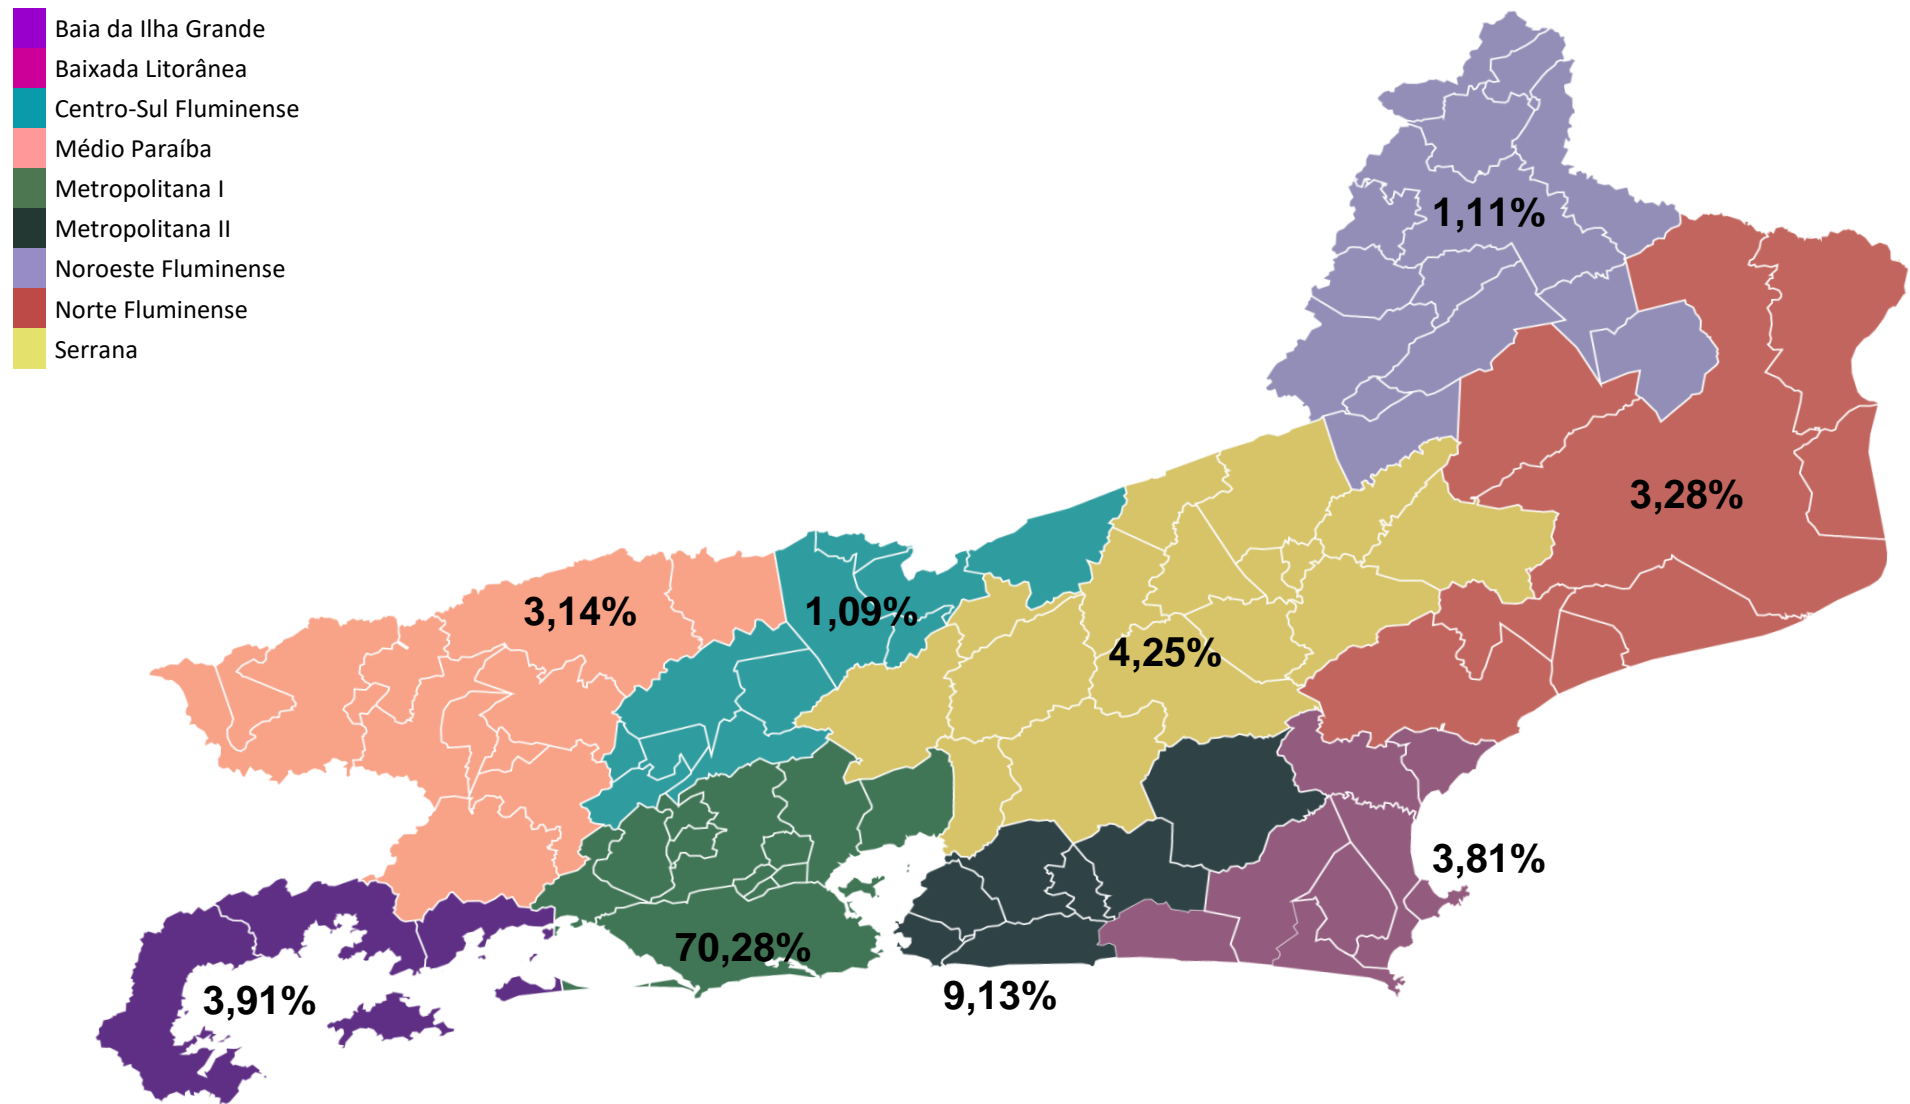 Baia da Ilha Grande
Baixada Litorânea
Centro-Sul Fluminense
Médio Paraíba
Metropolitana I
Metropolitana II
Noroeste Fluminense
Norte Fluminense
Serrana
1,11%
3,28%
3,14%
1,09%
4,25%
3,81%
70,28%
9,13%
3,91%